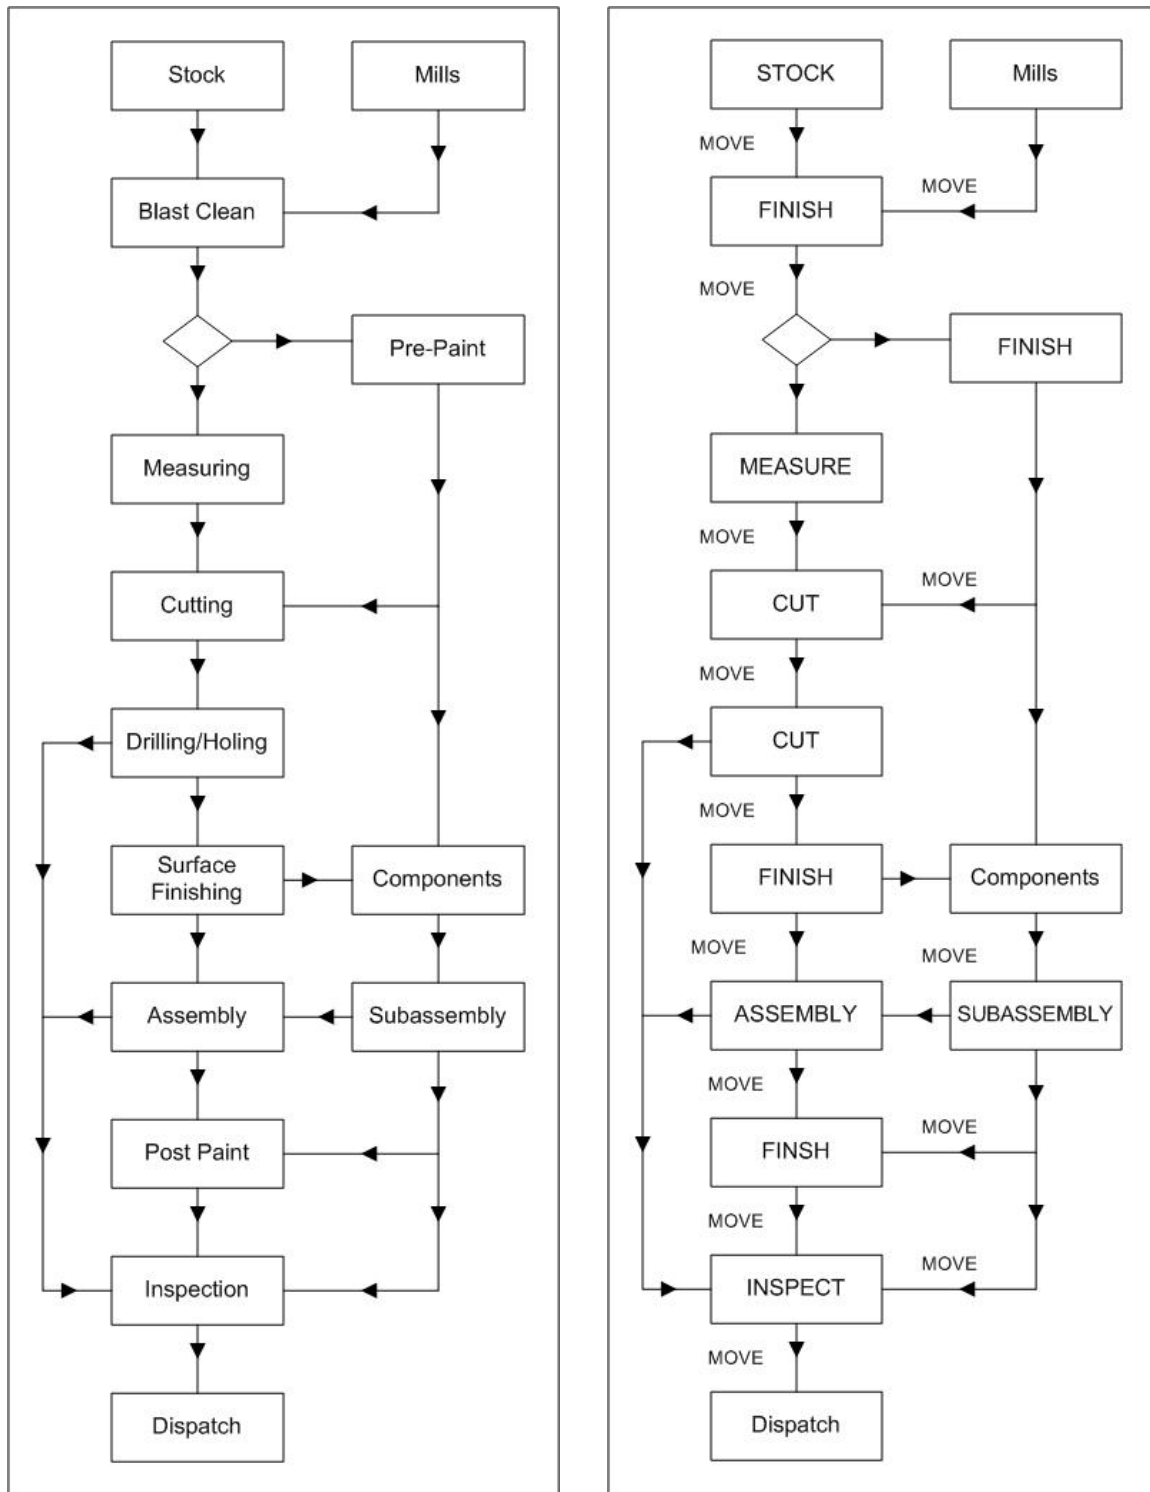 Stock
Mills
Blast Clean
Pre-Paint
Measuring
Cutting
Drilling/Holing
Surface
Finishing
Components
Assembly
Subassembly
Post Paint
Inspection
Dispatch
STOCK
Mills
MOVE
FINISH
MOVE
MOVE
FINISH
MEASURE
MOVE
CUT
MOVE
MOVE
CUT
MOVE
FINISH
Components
MOVE
MOVE
ASSEMBLY
SUBASSEMBLY
MOVE
FINSH
MOVE
MOVE
INSPECT
MOVE
MOVE
Dispatch